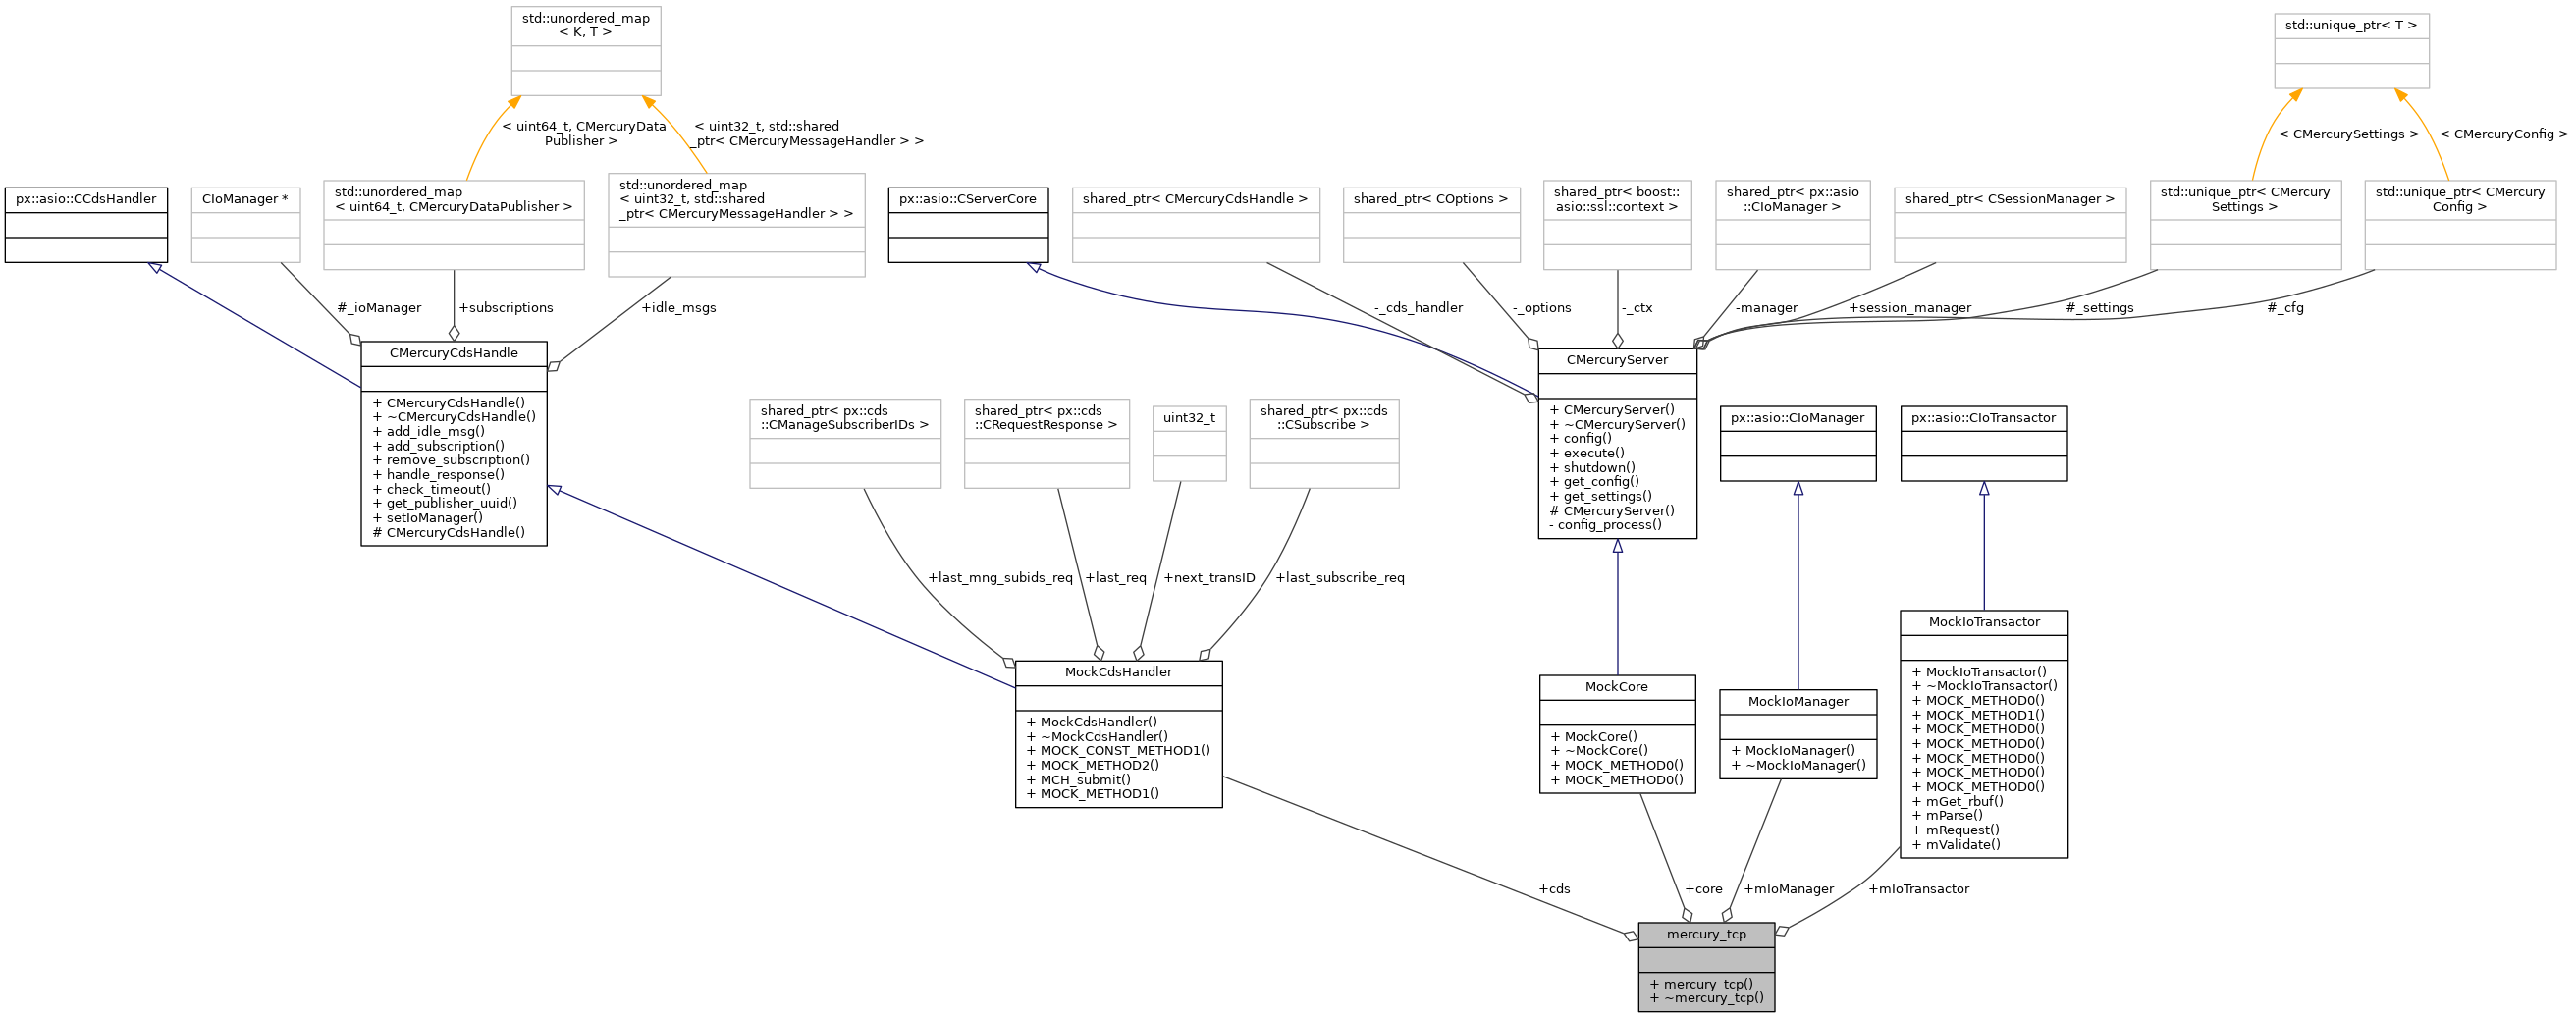 std::unordered_map
< K, T >
std::unique_ptr< T >
< uint64_t, CMercuryData
Publisher >
< uint32_t, std::shared
_ptr< CMercuryMessageHandler > >
< CMercurySettings >
< CMercuryConfig >
px::asio::CCdsHandler
CIoManager *
std::unordered_map
< uint64_t, CMercuryDataPublisher >
std::unordered_map
< uint32_t, std::shared
_ptr< CMercuryMessageHandler > >
px::asio::CServerCore
shared_ptr< CMercuryCdsHandle >
shared_ptr< COptions >
shared_ptr< boost::
asio::ssl::context >
shared_ptr< px::asio
::CIoManager >
shared_ptr< CSessionManager >
std::unique_ptr< CMercury
Settings >
std::unique_ptr< CMercury
Config >
#_ioManager
+subscriptions
+idle_msgs
-_cds_handler
-_options
-_ctx
-manager
+session_manager
#_settings
#_cfg
CMercuryCdsHandle
+ CMercuryCdsHandle()
+ ~CMercuryCdsHandle()
+ add_idle_msg()
+ add_subscription()
+ remove_subscription()
+ handle_response()
+ check_timeout()
+ get_publisher_uuid()
+ setIoManager()
# CMercuryCdsHandle()
shared_ptr< px::cds
::CManageSubscriberIDs >
shared_ptr< px::cds
::CRequestResponse >
uint32_t
shared_ptr< px::cds
::CSubscribe >
CMercuryServer
+ CMercuryServer()
+ ~CMercuryServer()
+ config()
+ execute()
+ shutdown()
+ get_config()
+ get_settings()
# CMercuryServer()
- config_process()
px::asio::CIoManager
px::asio::CIoTransactor
+last_mng_subids_req
+last_req
+next_transID
+last_subscribe_req
MockCdsHandler
+ MockCdsHandler()
+ ~MockCdsHandler()
+ MOCK_CONST_METHOD1()
+ MOCK_METHOD2()
+ MCH_submit()
+ MOCK_METHOD1()
MockCore
+ MockCore()
+ ~MockCore()
+ MOCK_METHOD0()
+ MOCK_METHOD0()
MockIoManager
+ MockIoManager()
+ ~MockIoManager()
MockIoTransactor
+ MockIoTransactor()
+ ~MockIoTransactor()
+ MOCK_METHOD0()
+ MOCK_METHOD1()
+ MOCK_METHOD0()
+ MOCK_METHOD0()
+ MOCK_METHOD0()
+ MOCK_METHOD0()
+ MOCK_METHOD0()
+ mGet_rbuf()
+ mParse()
+ mRequest()
+ mValidate()
+cds
+core
+mIoManager
+mIoTransactor
mercury_tcp
+ mercury_tcp()
+ ~mercury_tcp()